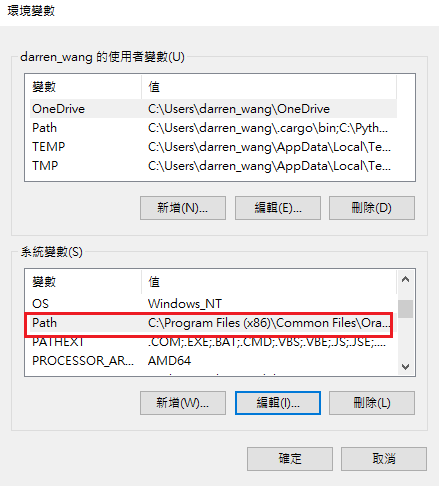 環境變數
darren_wang 的使用者變數(U)
變數 值
OneDrive C:\Users\darren_wang\OneDrive
Path C:\Users\darren_wang\.cargo\bin;C:\Pyth...
TEMP C:\Users\darren_wang\AppData\Local\Te...
TMP C:\Users\darren_wang\AppData\Local\Te...
新增(N)... 編輯(E)... 刪除(D)
系統變數(S)
變數 值
OS Windows_NT
Path C:\Program Files (x86)\Common Files\Ora...
PATHEXT .COM;.EXE;.BAT;.CMD;.VBS;.VBE;.JS;.JSE;....
PROCESSOR_AR... AMD64
新增(W)... 編輯(I)... 刪除(L)
確定 取消